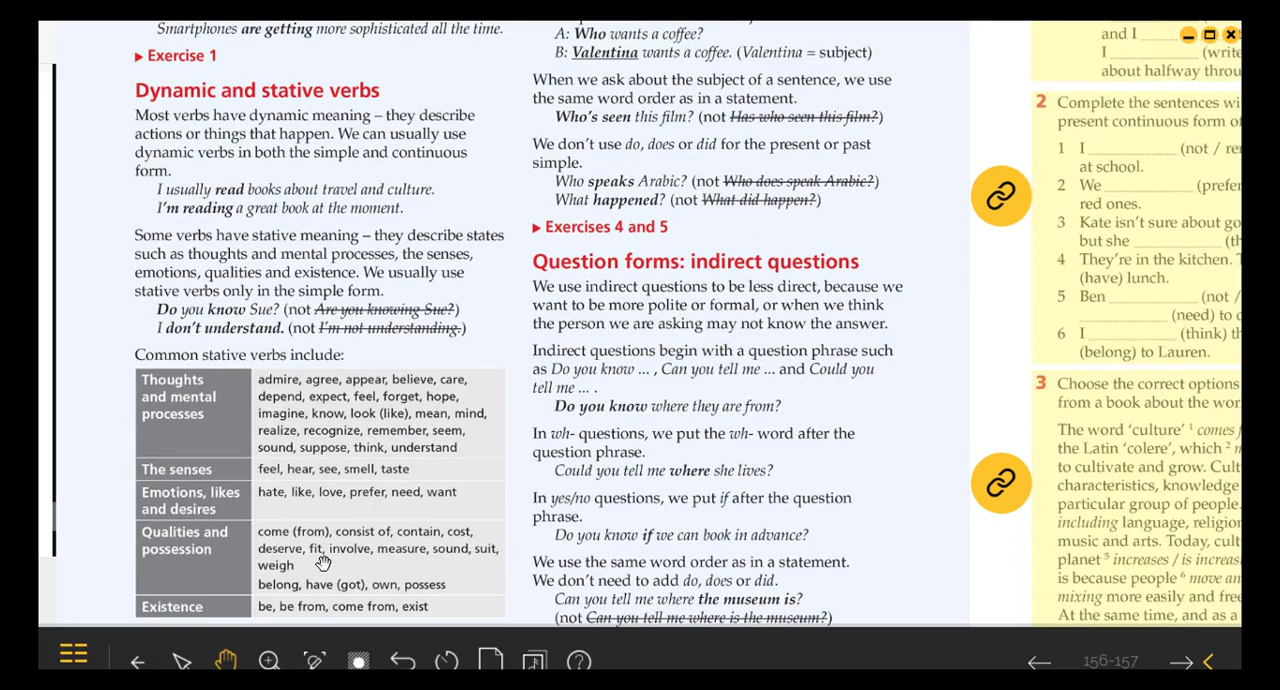 Smartphones are getting more sophisticated all the time.
Exercise 1
Dynamic and stative verbs
Most verbs have dynamic meaning – they describe
actions or things that happen. We can usually use
dynamic verbs in both the simple and continuous
form.
I usually read books about travel and culture.
I'm reading a great book at the moment.
Some verbs have stative meaning – they describe states
such as thoughts and mental processes, the senses,
emotions, qualities and existence. We usually use
stative verbs only in the simple form.
Do you know Sue? (not Are you knowing Sue?)
I don't understand. (not I'm not understanding.)
Common stative verbs include:
Thoughts
and mental
processes
admire, agree, appear, believe, care,
depend, expect, feel, forget, hope,
imagine, know, look (like), mean, mind,
realize, recognize, remember, seem,
sound, suppose, think, understand
The senses
feel, hear, see, smell, taste
Emotions, likes
and desires
hate, like, love, prefer, need, want
Qualities and
possession
come (from), consist of, contain, cost,
deserve, fit, involve, measure, sound, suit,
weigh
belong, have (got), own, possess
Existence
be, be from, come from, exist
A: Who wants a coffee?
B: Valentina wants a coffee. (Valentina = subject)
When we ask about the subject of a sentence, we use
the same word order as in a statement.
Who's seen this film? (not Has who seen this film?)
We don't use do, does or did for the present or past
simple.
Who speaks Arabic? (not Who does speak Arabic?)
What happened? (not What did happen?)
Exercises 4 and 5
Question forms: indirect questions
We use indirect questions to be less direct, because we
want to be more polite or formal, or when we think
the person we are asking may not know the answer.
Indirect questions begin with a question phrase such
as Do you know ... , Can you tell me ... and Could you
tell me ... .
Do you know where they are from?
In wh- questions, we put the wh- word after the
question phrase.
Could you tell me where she lives?
In yes/no questions, we put if after the question
phrase.
Do you know if we can book in advance?
We use the same word order as in a statement.
We don't need to add do, does or did.
Can you tell me where the museum is?
(not Can you tell me where is the museum?)
and I
I (write
about halfway throu
2 Complete the sentences wi
present continuous form of
1 I (not / re
at school.
2 We (prefer
red ones.
3 Kate isn't sure about go
but she (th
4 They're in the kitchen.
(have) lunch.
5 Ben (not /
(need) to
6 I (think) t
(belong) to Lauren.
3 Choose the correct options
from a book about the wor
The word 'culture' 1 comes
the Latin 'colere', which 2
to cultivate and grow. Cult
characteristics, knowledge
particular group of people.
including language, religio
music and arts. Today, cult
planet 5 increases / is increas
is because people 6 move an
mixing more easily and free
At the same time, and as a
156-157